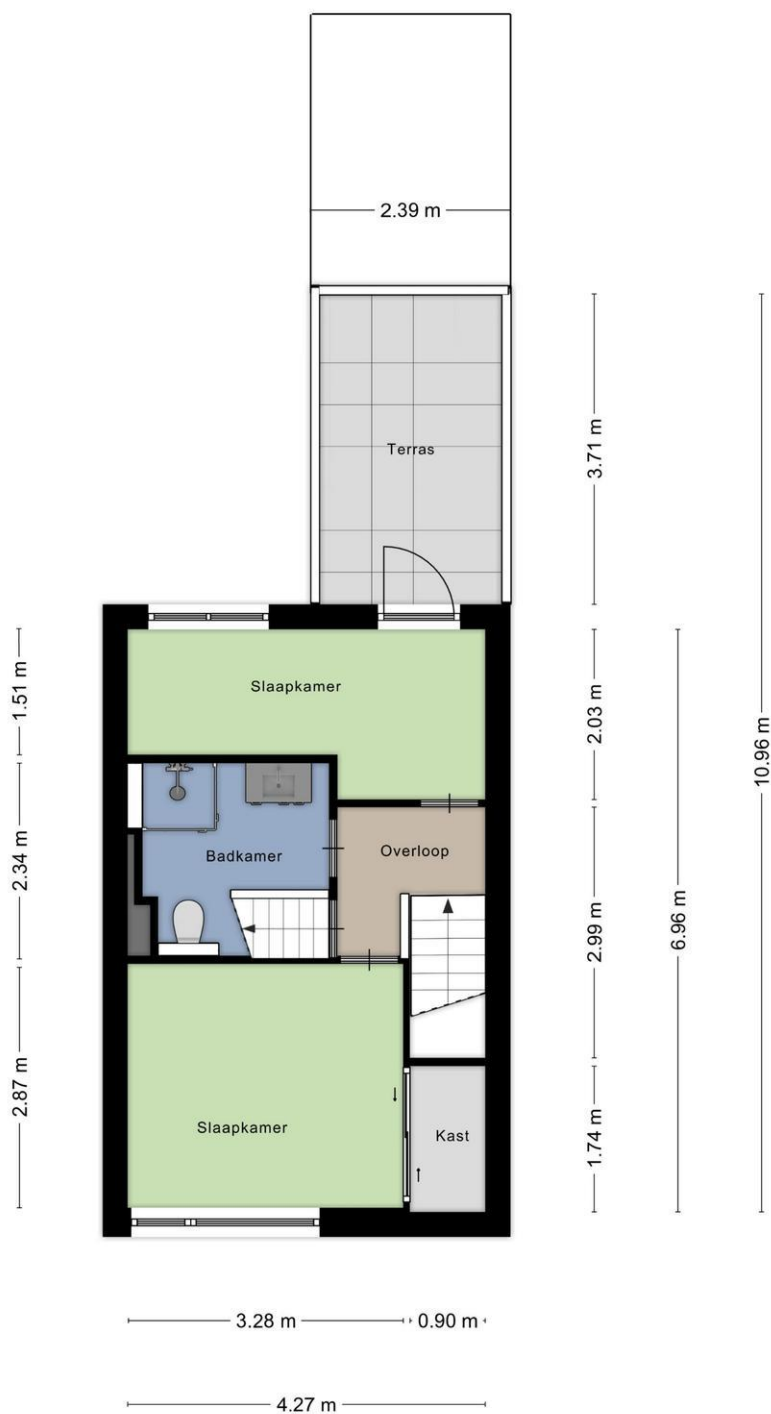 2.39 m
3.71 m
Terras
10.96 m
1.51 m
Slaapkamer
2.03 m
2.34 m
Badkamer
Overloop
6.96 m
2.99 m
2.87 m
Slaapkamer
Kast
1.74 m
3.28 m
0.90 m
4.27 m